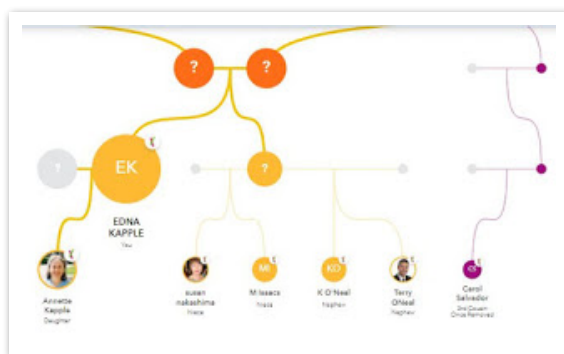 ? ?
? EK ?
EDNA
KAPPLE
You
MI KO CS
Annette
Kapple
Daughter
susan
nakashima
Niece
M Isaacs
Niece
K O'Neal
Nephew
Terry
ONeal
Nephew
Carol
Salvador
2nd Cousin
Once Removed